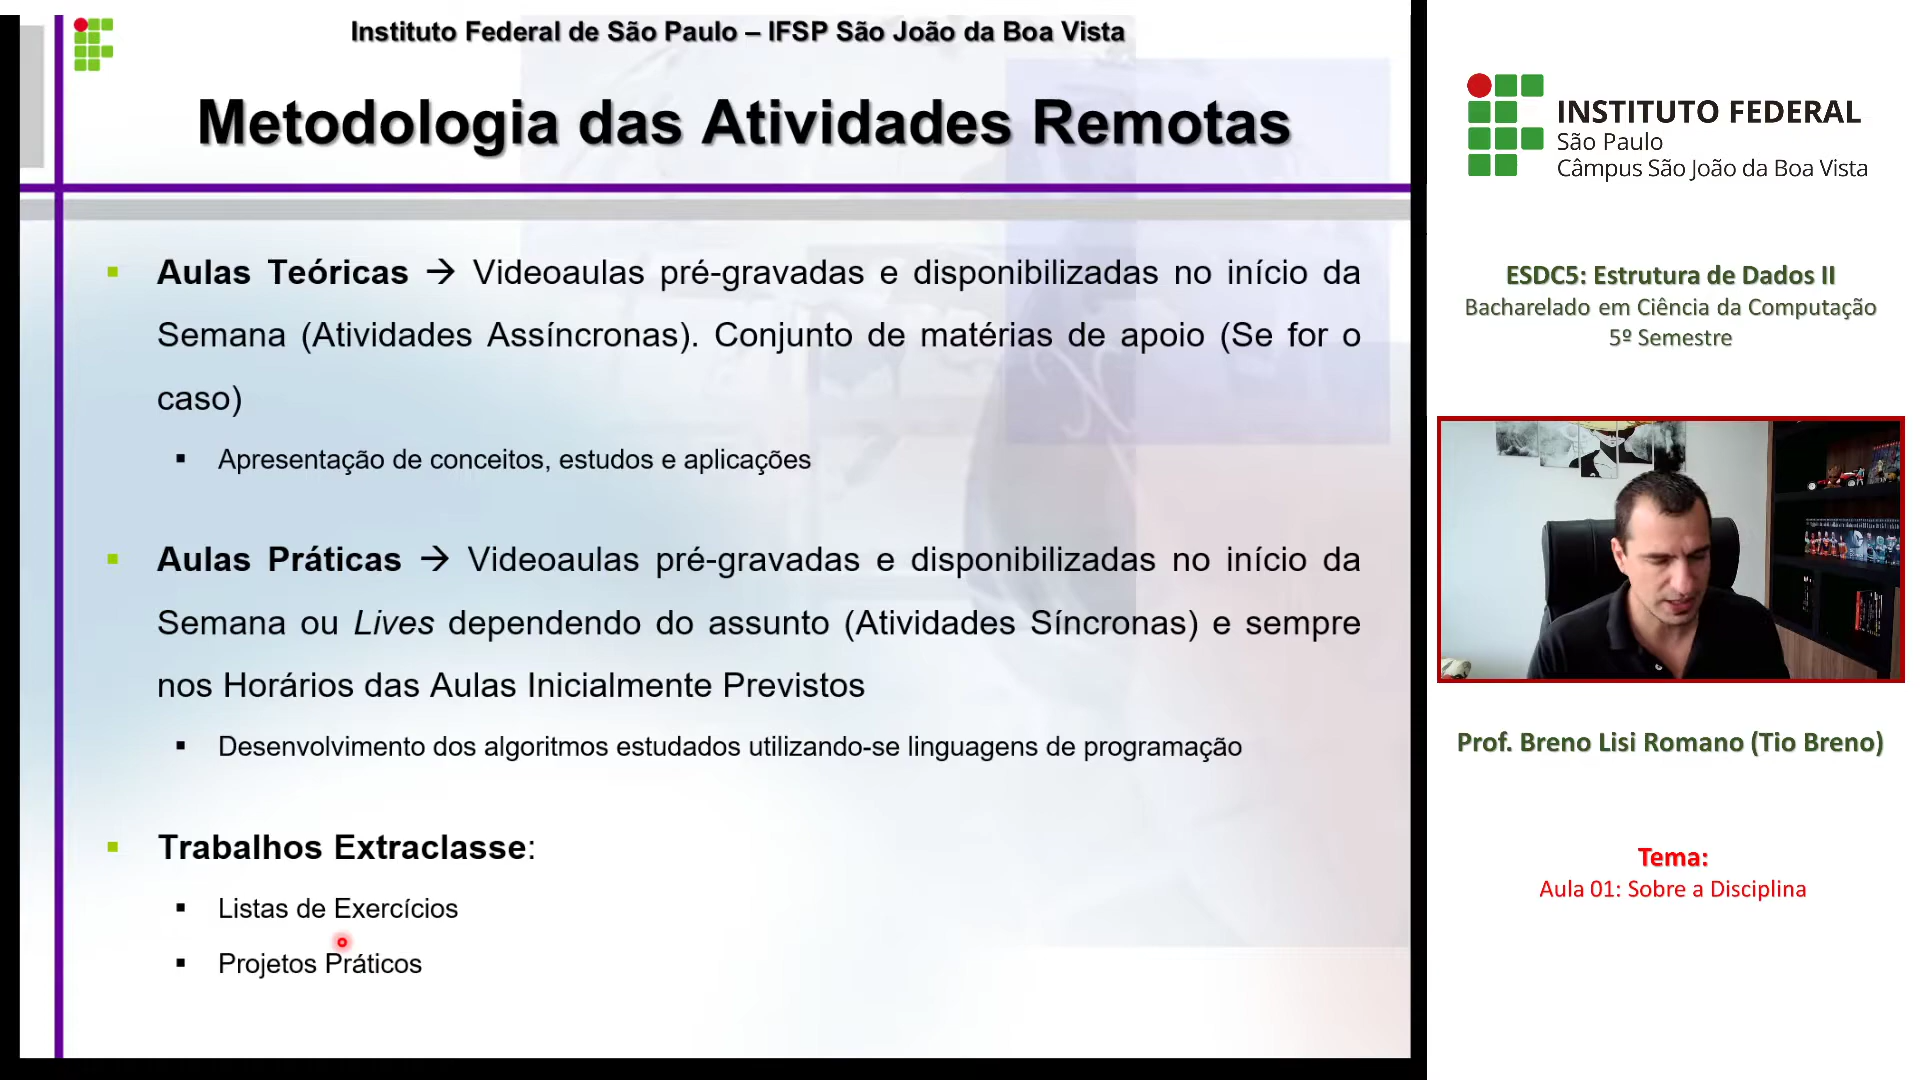 Instituto Federal de São Paulo – IFSP São João da Boa Vista
Metodologia das Atividades Remotas
Aulas Teóricas → Videoaulas pré-gravadas e disponibilizadas no início da
Semana (Atividades Assíncronas). Conjunto de matérias de apoio (Se for o
caso)
Apresentação de conceitos, estudos e aplicações
Aulas Práticas → Videoaulas pré-gravadas e disponibilizadas no início da
Semana ou Lives dependendo do assunto (Atividades Síncronas) e sempre
nos Horários das Aulas Inicialmente Previstos
Desenvolvimento dos algoritmos estudados utilizando-se linguagens de programação
Trabalhos Extraclasse:
Listas de Exercícios
Projetos Práticos
INSTITUTO FEDERAL
São Paulo
Câmpus São João da Boa Vista
ESDC5: Estrutura de Dados II
Bacharelado em Ciência da Computação
5º Semestre
Prof. Breno Lisi Romano (Tio Breno)
Tema:
Aula 01: Sobre a Disciplina